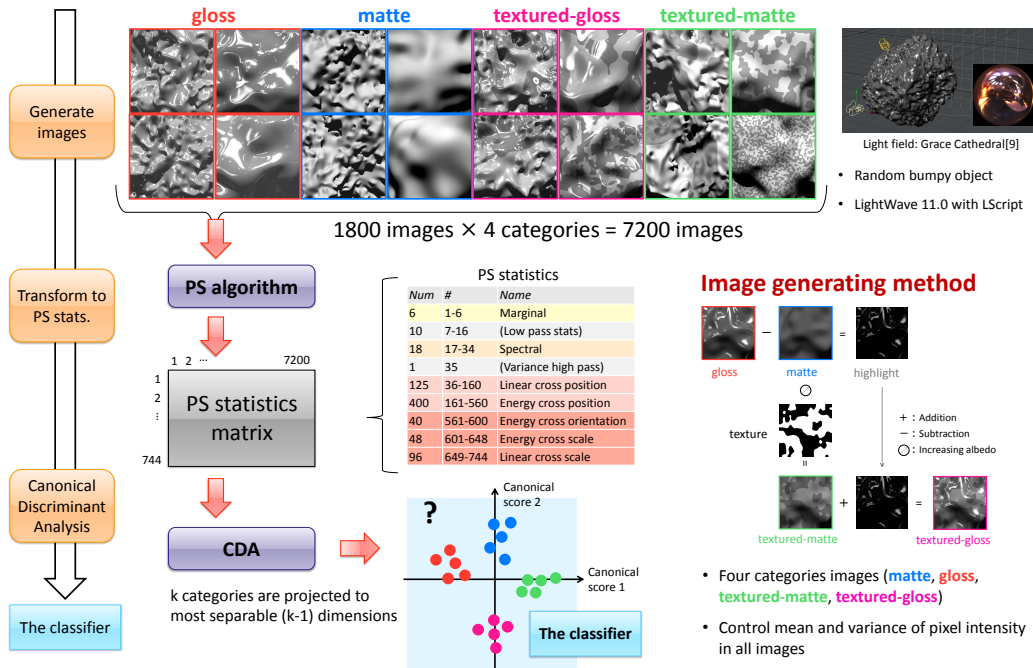 gloss
matte
textured-gloss
textured-matte
Generate
images
Light field: Grace Cathedral[9]
• Random bumpy object
• LightWave 11.0 with LScript
1800 images × 4 categories = 7200 images
Transform to
PS stats.
PS algorithm
1 2 ...
7200
1
2
...
744
PS statistics
matrix
PS statistics
Num # Name
6 1-6 Marginal
10 7-16 (Low pass stats)
18 17-34 Spectral
1 35 (Variance high pass)
125 36-160 Linear cross position
400 161-560 Energy cross position
40 561-600 Energy cross orientation
48 601-648 Energy cross scale
96 649-744 Linear cross scale
Image generating method
− =
gloss
matte
highlight
texture
=
+ : Addition
− : Subtraction
: Increasing albedo
+ =
textured-matte
textured-gloss
Canonical
Discriminant
Analysis
CDA
k categories are projected to
most separable (k-1) dimensions
?
Canonical
score 2
Canonical
score 1
The classifier
The classifier
• Four categories images (matte, gloss,
textured-matte, textured-gloss)
• Control mean and variance of pixel intensity
in all images